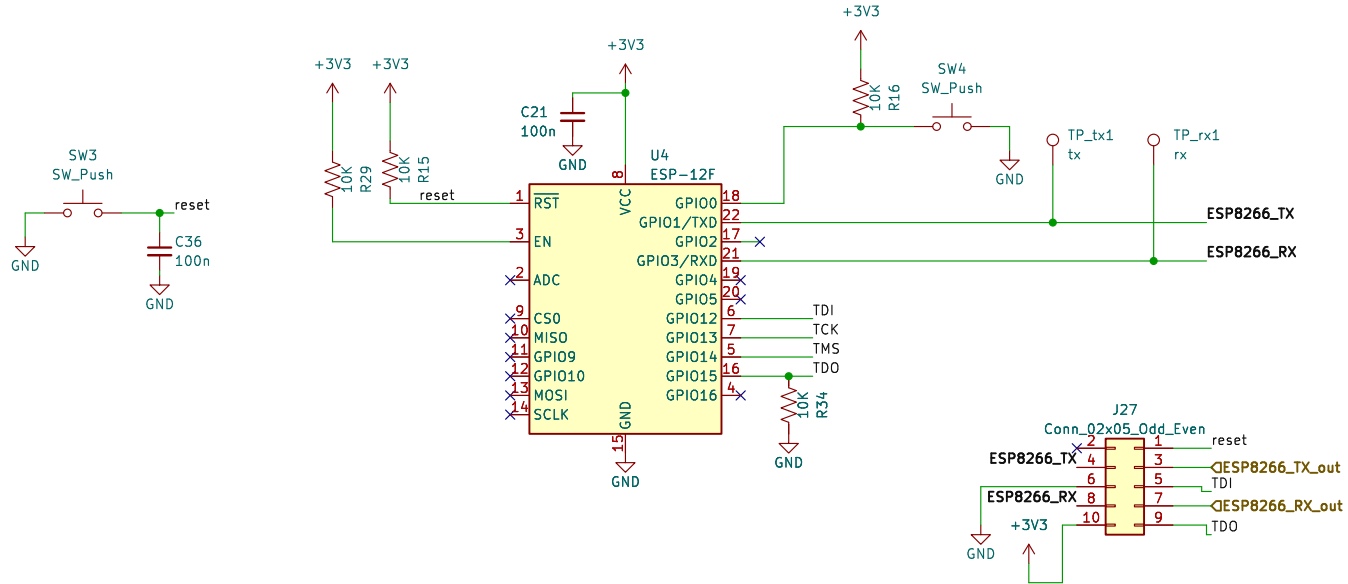 +3V3
+3V3
+3V3 +3V3
10K
R16
SW4
SW_Push
GND
C21
100n
GND
TP_tx1
tx
TP_rx1
rx
SW3
SW_Push
reset
GND
C36
100n
GND
10K
R29
10K
R15
reset
U4
ESP-12F
8
VCC
1 RST
3 EN
2 ADC
9 CS0
10 MISO
11 GPIO9
12 GPIO10
13 MOSI
14 SCLK
GND
15
GND
GPIO0 18
GPIO1/TXD 22
GPIO2 17
GPIO3/RXD 21
GPIO4 19
GPIO5 20
GPIO12 6
GPIO13 7
GPIO14 5
GPIO15 16
GPIO16 4
ESP8266_TX
ESP8266_RX
TDI
TCK
TMS
TDO
10K
R34
GND
J27
Conn_02x05_Odd_Even
2 1 reset
ESP8266_TX 4 3 ESP8266_TX_out
6 5 TDI
ESP8266_RX 8 7 ESP8266_RX_out
10 9 TDO
+3V3
GND